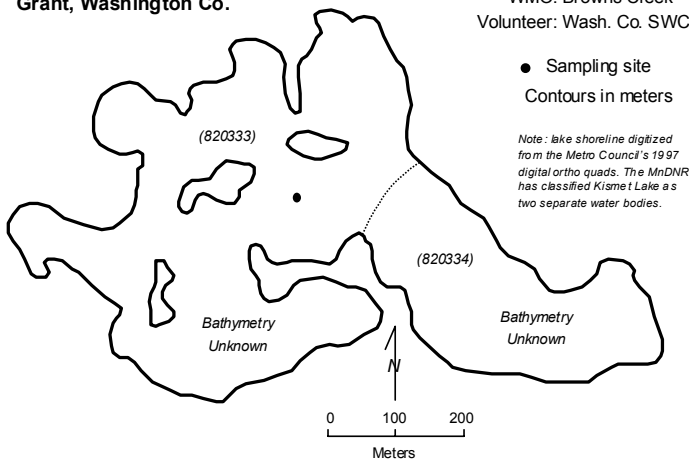 Grant, Washington Co.
WMO: Browns Creek
Volunteer: Wash. Co. SWC
Sampling site
Contours in meters
Note: lake shoreline digitized
from the Metro Council's 1997
digital ortho quads. The MnDNR
has classified Kismet Lake as
two separate water bodies.
(820333)
(820334)
Bathymetry
Unknown
Bathymetry
Unknown
N
0 100 200
Meters